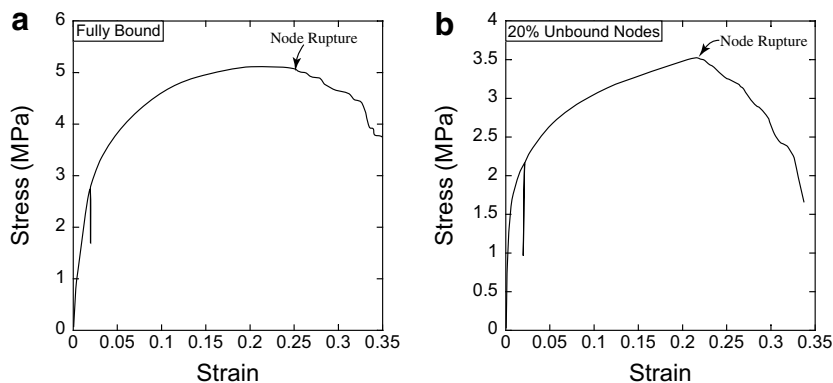 a
Fully Bound
Node Rupture
Stress (MPa)
6
5
4
3
2
1
0
0 0.05 0.1 0.15 0.2 0.25 0.3 0.35
Strain
b
20% Unbound Nodes
Node Rupture
Stress (MPa)
4
3.5
3
2.5
2
1.5
1
0.5
0
0 0.05 0.1 0.15 0.2 0.25 0.3 0.35
Strain